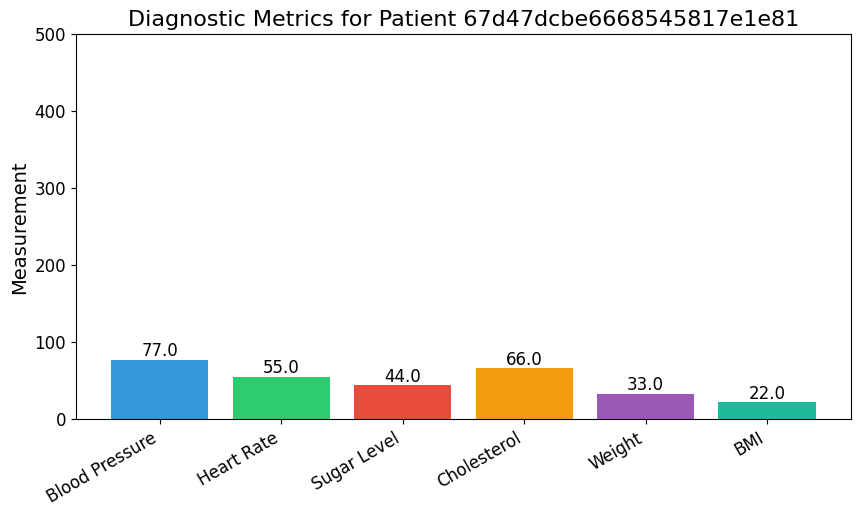 Diagnostic Metrics for Patient 67d47dcbe6668545817e1e81
Measurement
500
400
300
200
100
0
77.0
55.0
44.0
66.0
33.0
22.0
Blood Pressure
Heart Rate
Sugar Level
Cholesterol
Weight
BMI